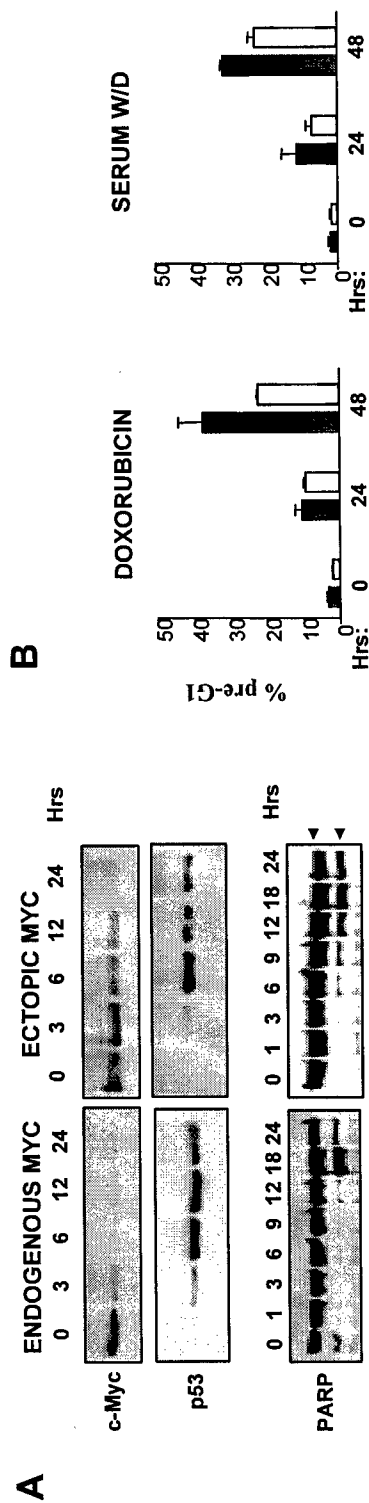 A
ENDOGENOUS MYC ECTOPIC MYC
0 3 6 12 24 0 3 6 12 24 Hrs
c-Myc
p53
0 1 3 6 9 12 18 24 0 1 3 6 9 12 18 24 Hrs
PARP
B
DOXORUBICIN
% pre-G1
50
40
30
20
10
0
Hrs: 0 24 48
SERUM W/D
50
40
30
20
10
0
Hrs: 0 24 48